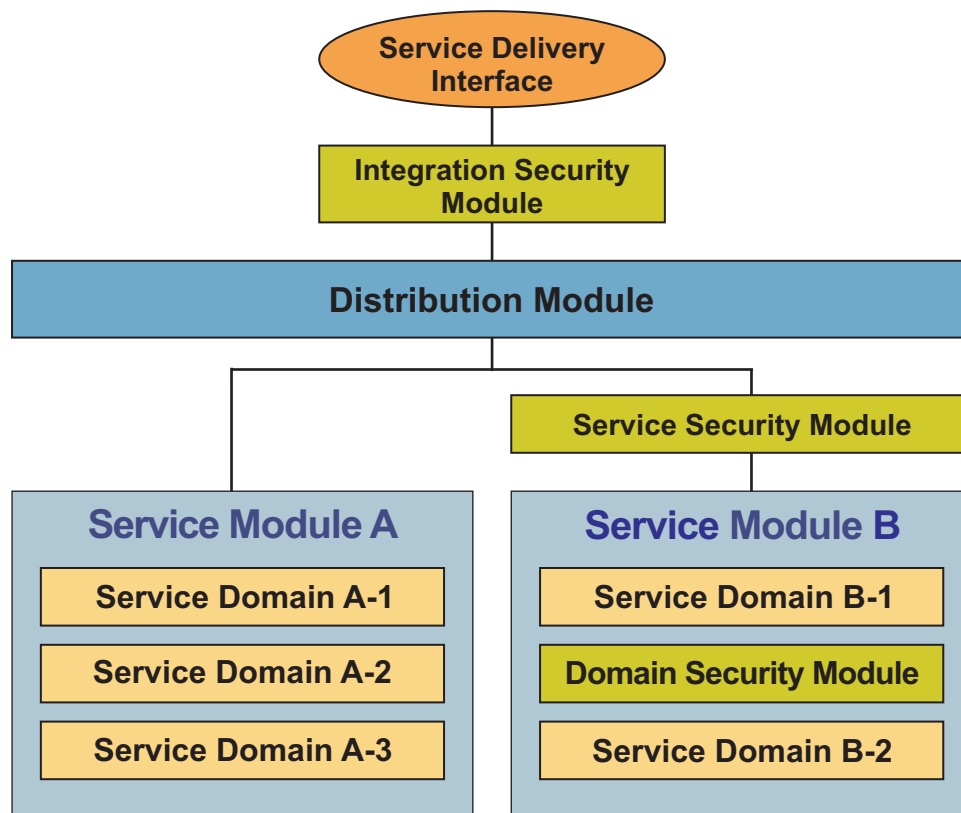 Service Delivery
Interface
Integration Security
Module
Distribution Module
Service Security Module
Service Module A
Service Domain A-1
Service Domain A-2
Service Domain A-3
Service Module B
Service Domain B-1
Domain Security Module
Service Domain B-2